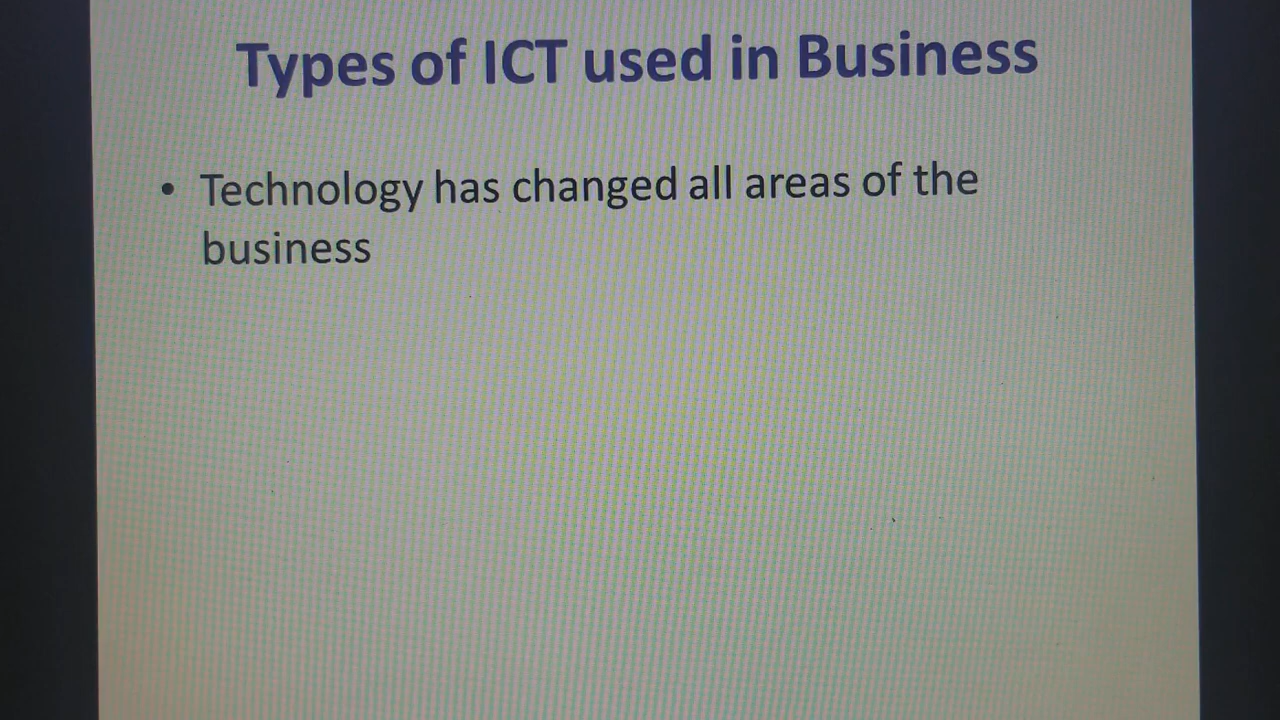 Types of ICT used in Business
• Technology has changed all areas of the
business